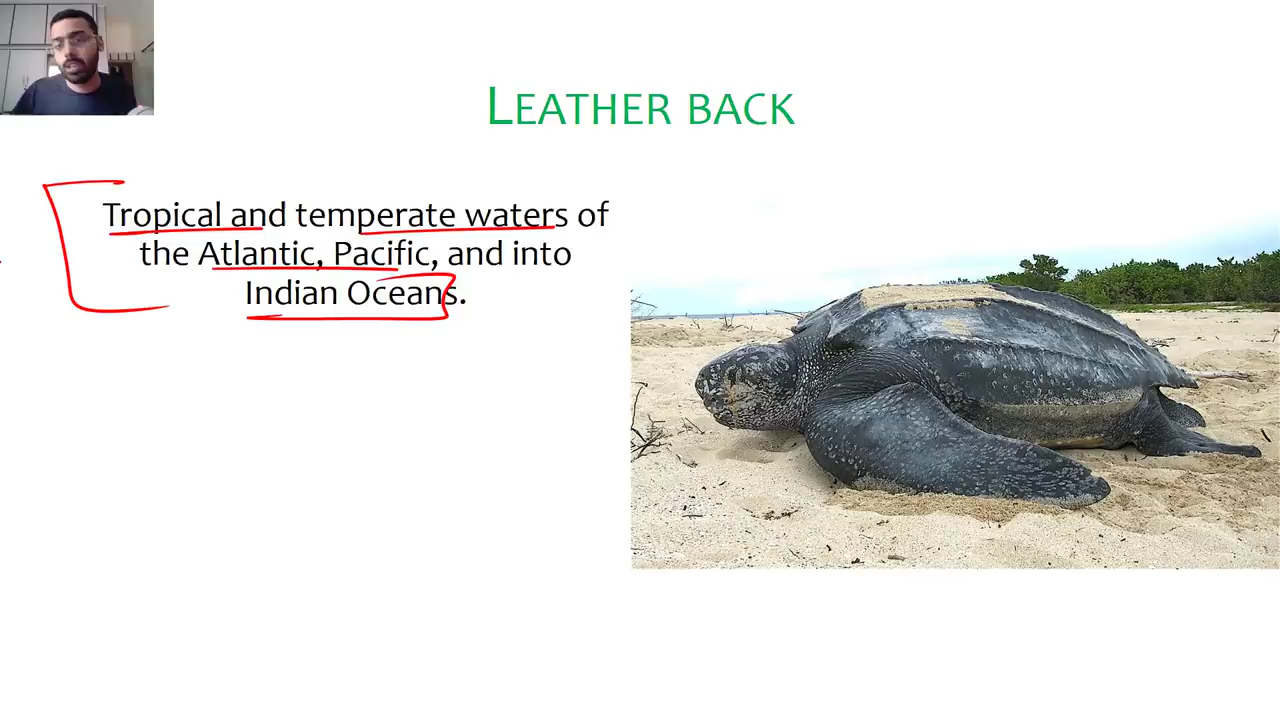 LEATHER BACK
Tropical and temperate waters of
the Atlantic, Pacific, and into
Indian Oceans.